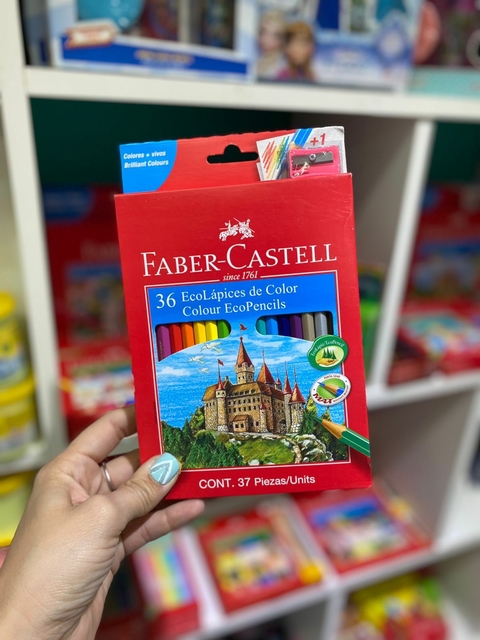 Colores + vivos
Brilliant Colours
+1
FABER-CASTELL
since 1761
36 EcoLápices de Color
Colour EcoPencils
CONT. 37 Piezas/Units